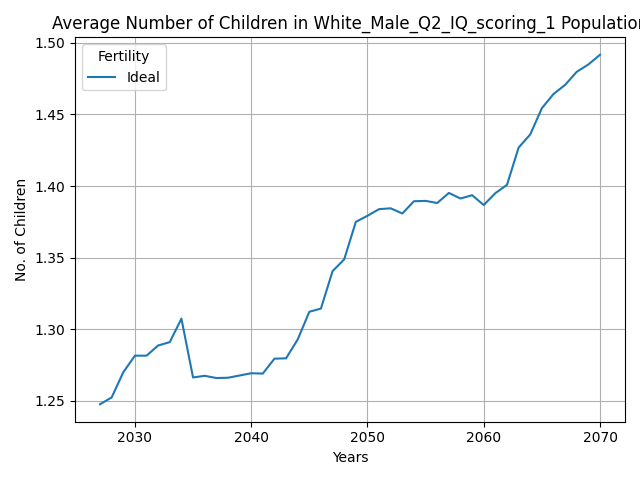 Average Number of Children in White_Male_Q2_IQ_scoring_1 Population
Fertility
Ideal
1.50
1.45
1.40
1.35
1.30
1.25
No. of Children
2030 2040 2050 2060 2070
Years